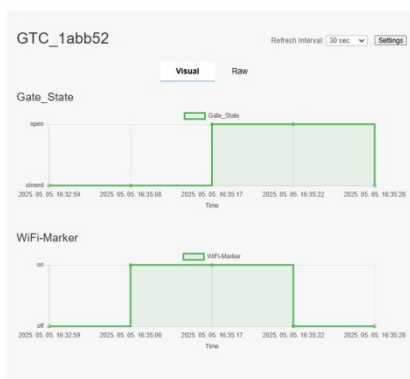 GTC_1abb52
Refresh Interval: 30 sec Settings
Visual Raw
Gate_State
Gate_State
open
closed
2025. 05. 05. 16:32:59 2025. 05. 05. 16:35:06 2025. 05. 05. 16:35:17 2025. 05. 05. 16:35:22 2025. 05. 05. 16:35:28
Time
WiFi-Marker
WiFi-Marker
on
off
2025. 05. 05. 16:32:59 2025. 05. 05. 16:35:06 2025. 05. 05. 16:35:17 2025. 05. 05. 16:35:22 2025. 05. 05. 16:35:28
Time